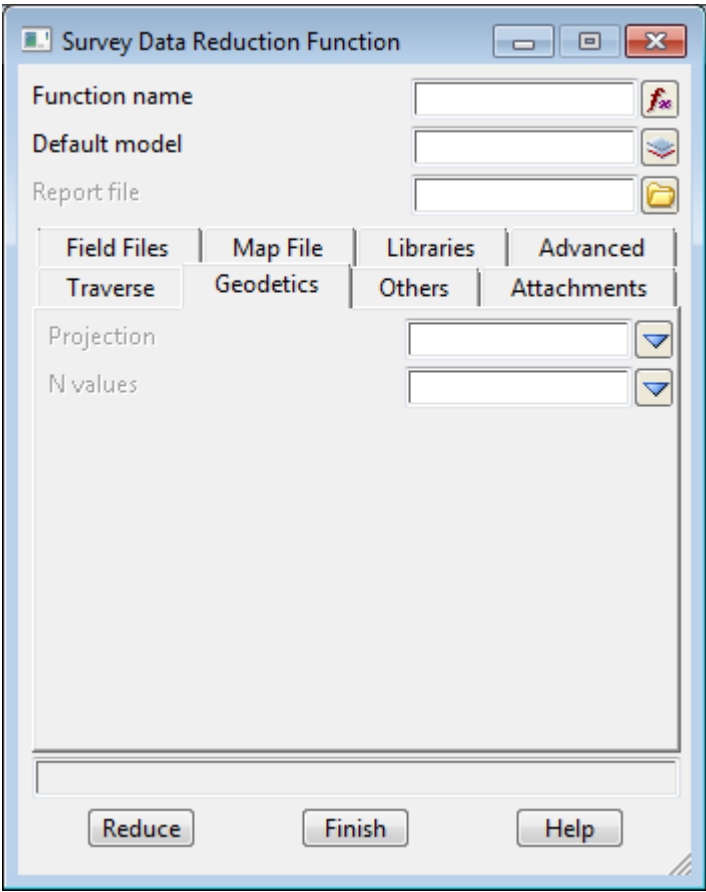 Survey Data Reduction Function
Function name
Default model
Report file
Field Files Map File Libraries Advanced
Traverse Geodetics Others Attachments
Projection
N values
Reduce Finish Help